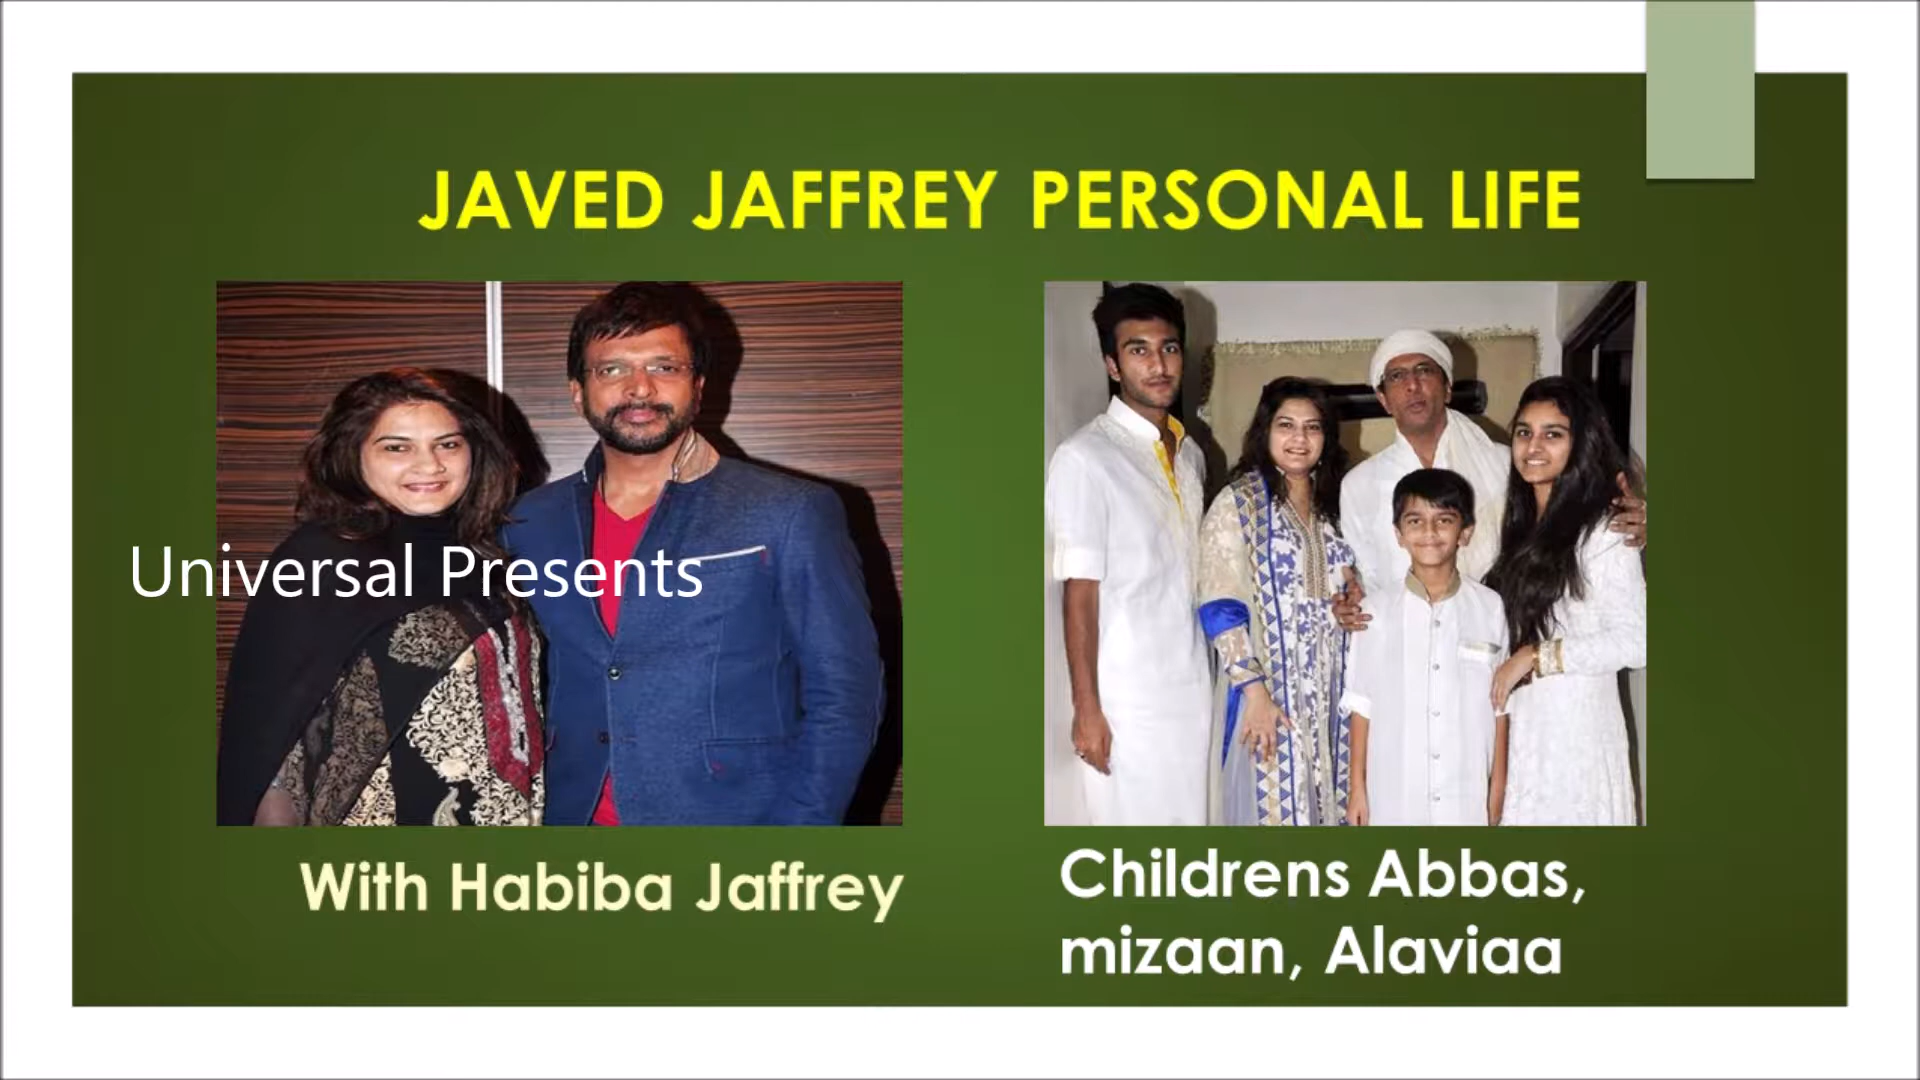 JAVED JAFFREY PERSONAL LIFE
Universal Presents
With Habiba Jaffrey
Childrens Abbas,
mizaan, Alaviaa